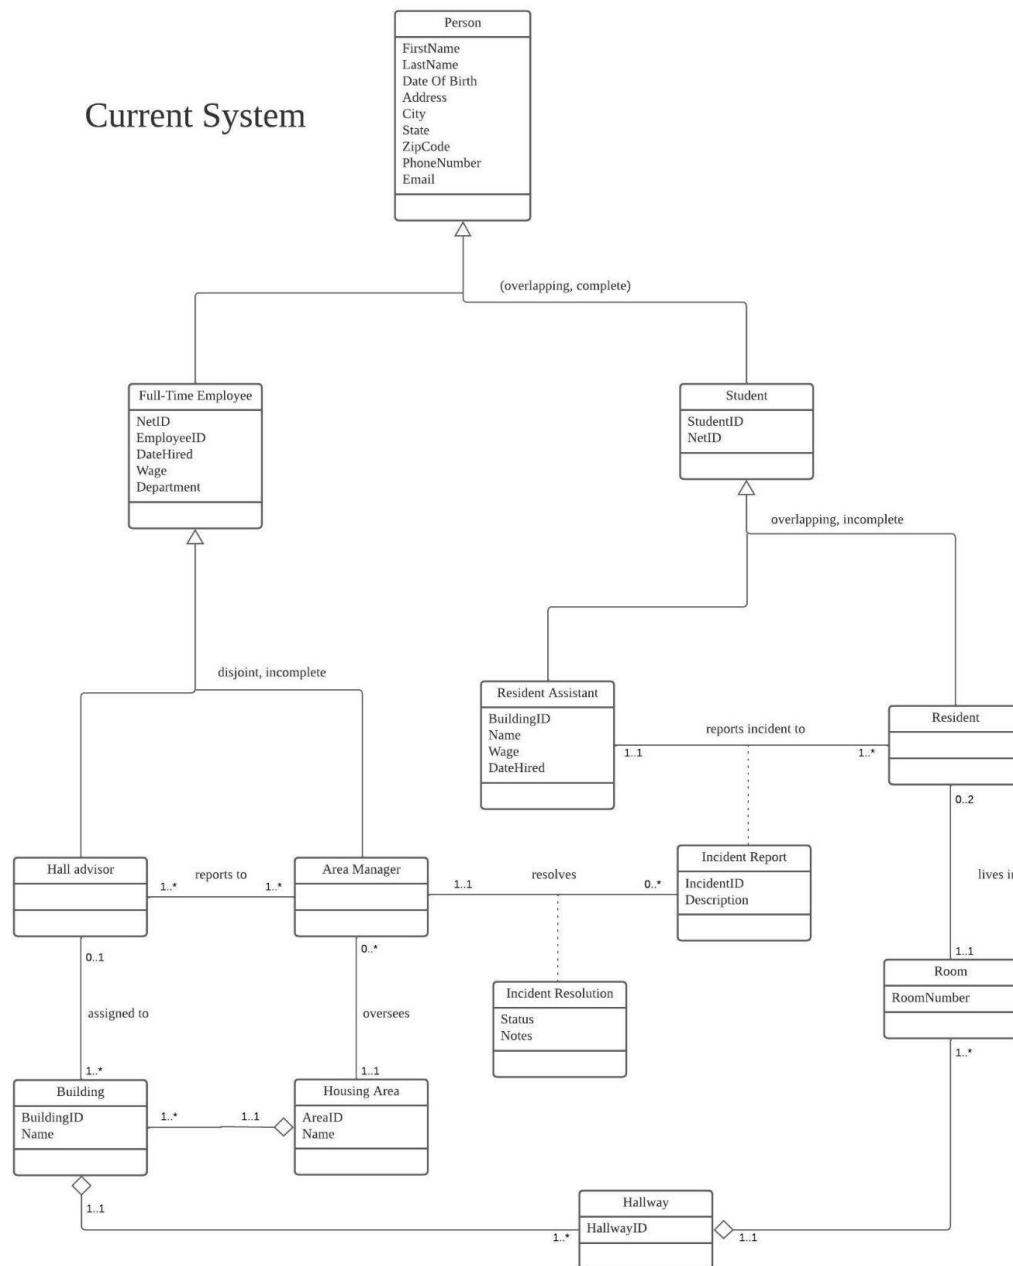 Person
FirstName
LastName
Date Of Birth
Address
City
State
ZipCode
PhoneNumber
Email
Current System
(overlapping, complete)
Full-Time Employee
NetID
EmployeeID
DateHired
Wage
Department
Student
StudentID
NetID
overlapping, incomplete
disjoint, incomplete
Resident Assistant
BuildingID
Name
Wage
DateHired
reports incident to
1..1
1..*
Resident
0..2
Hall advisor
reports to
1..*
1..*
Area Manager
1..1
resolves
0..*
Incident Report
IncidentID
Description
lives in
0..1
0..*
1..1
Incident Resolution
Status
Notes
Room
RoomNumber
assigned to
oversees
1..*
1..1
1..*
Building
BuildingID
Name
1..*
1..1
Housing Area
AreaID
Name
1..1
1..*
Hallway
HallwayID
1..1